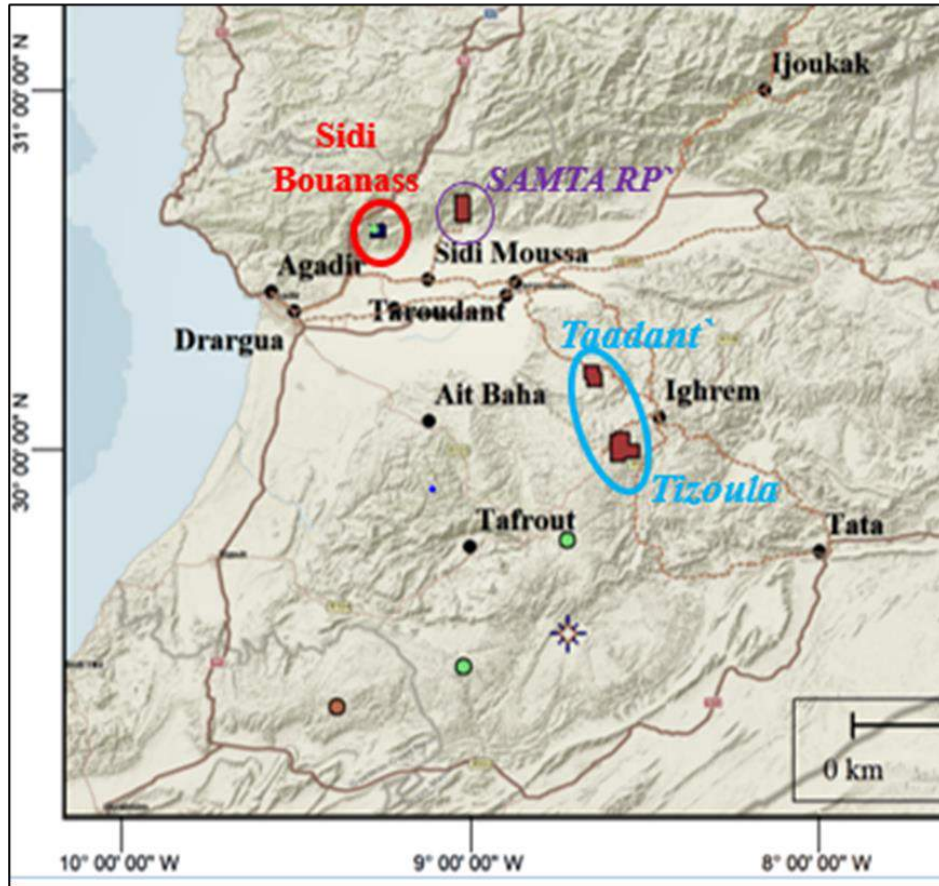 31° 00' 00" N
Ijoukak
Sidi
Bouanass
SAMTA RP`
Sidi Moussa
Agadir
Taroudant
Drargua
Taadant`
Ait Baha
Ighrem
30° 00' 00" N
Tizoula
Tafrout
Tata
0 km
10° 00' 00" W
9° 00' 00" W
8° 00' 00" W